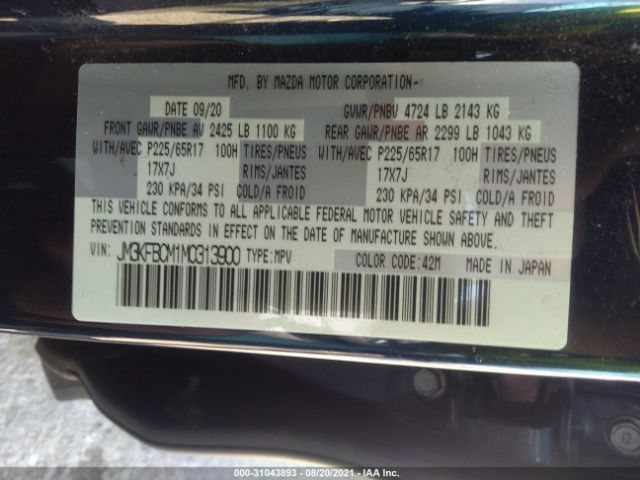 MFD. BY MAZDA MOTOR CORPORATION
DATE 09/20 GVWR/PNBV 4724 LB 2143 KG
FRONT GAWR/PNBE AV 2425 LB 1100 KG REAR GAWR/PNBE AR 2299 LB 1043 KG
WITH/AVEC P225/65R17 100H TIRES/PNEUS WITH/AVEC P225/65R17 100H TIRES/PNEUS
17X7J RIMS/JANTES 17X7J RIMS/JANTES
230 KPA/34 PSI COLD/A FROID 230 KPA/34 PSI COLD/A FROID
THIS VEHICLE CONFORMS TO ALL APPLICABLE FEDERAL MOTOR VEHICLE SAFETY AND THEFT
PREVENTION STANDARDS IN EFFECT ON THE DATE OF MANUFACTURE SHOWN ABOVE.
VIN: JM3KFBCM1M0313900 TYPE:MPV COLOR CODE:42M MADE IN JAPAN
000-31043893 - 08/20/2021 - IAA Inc.